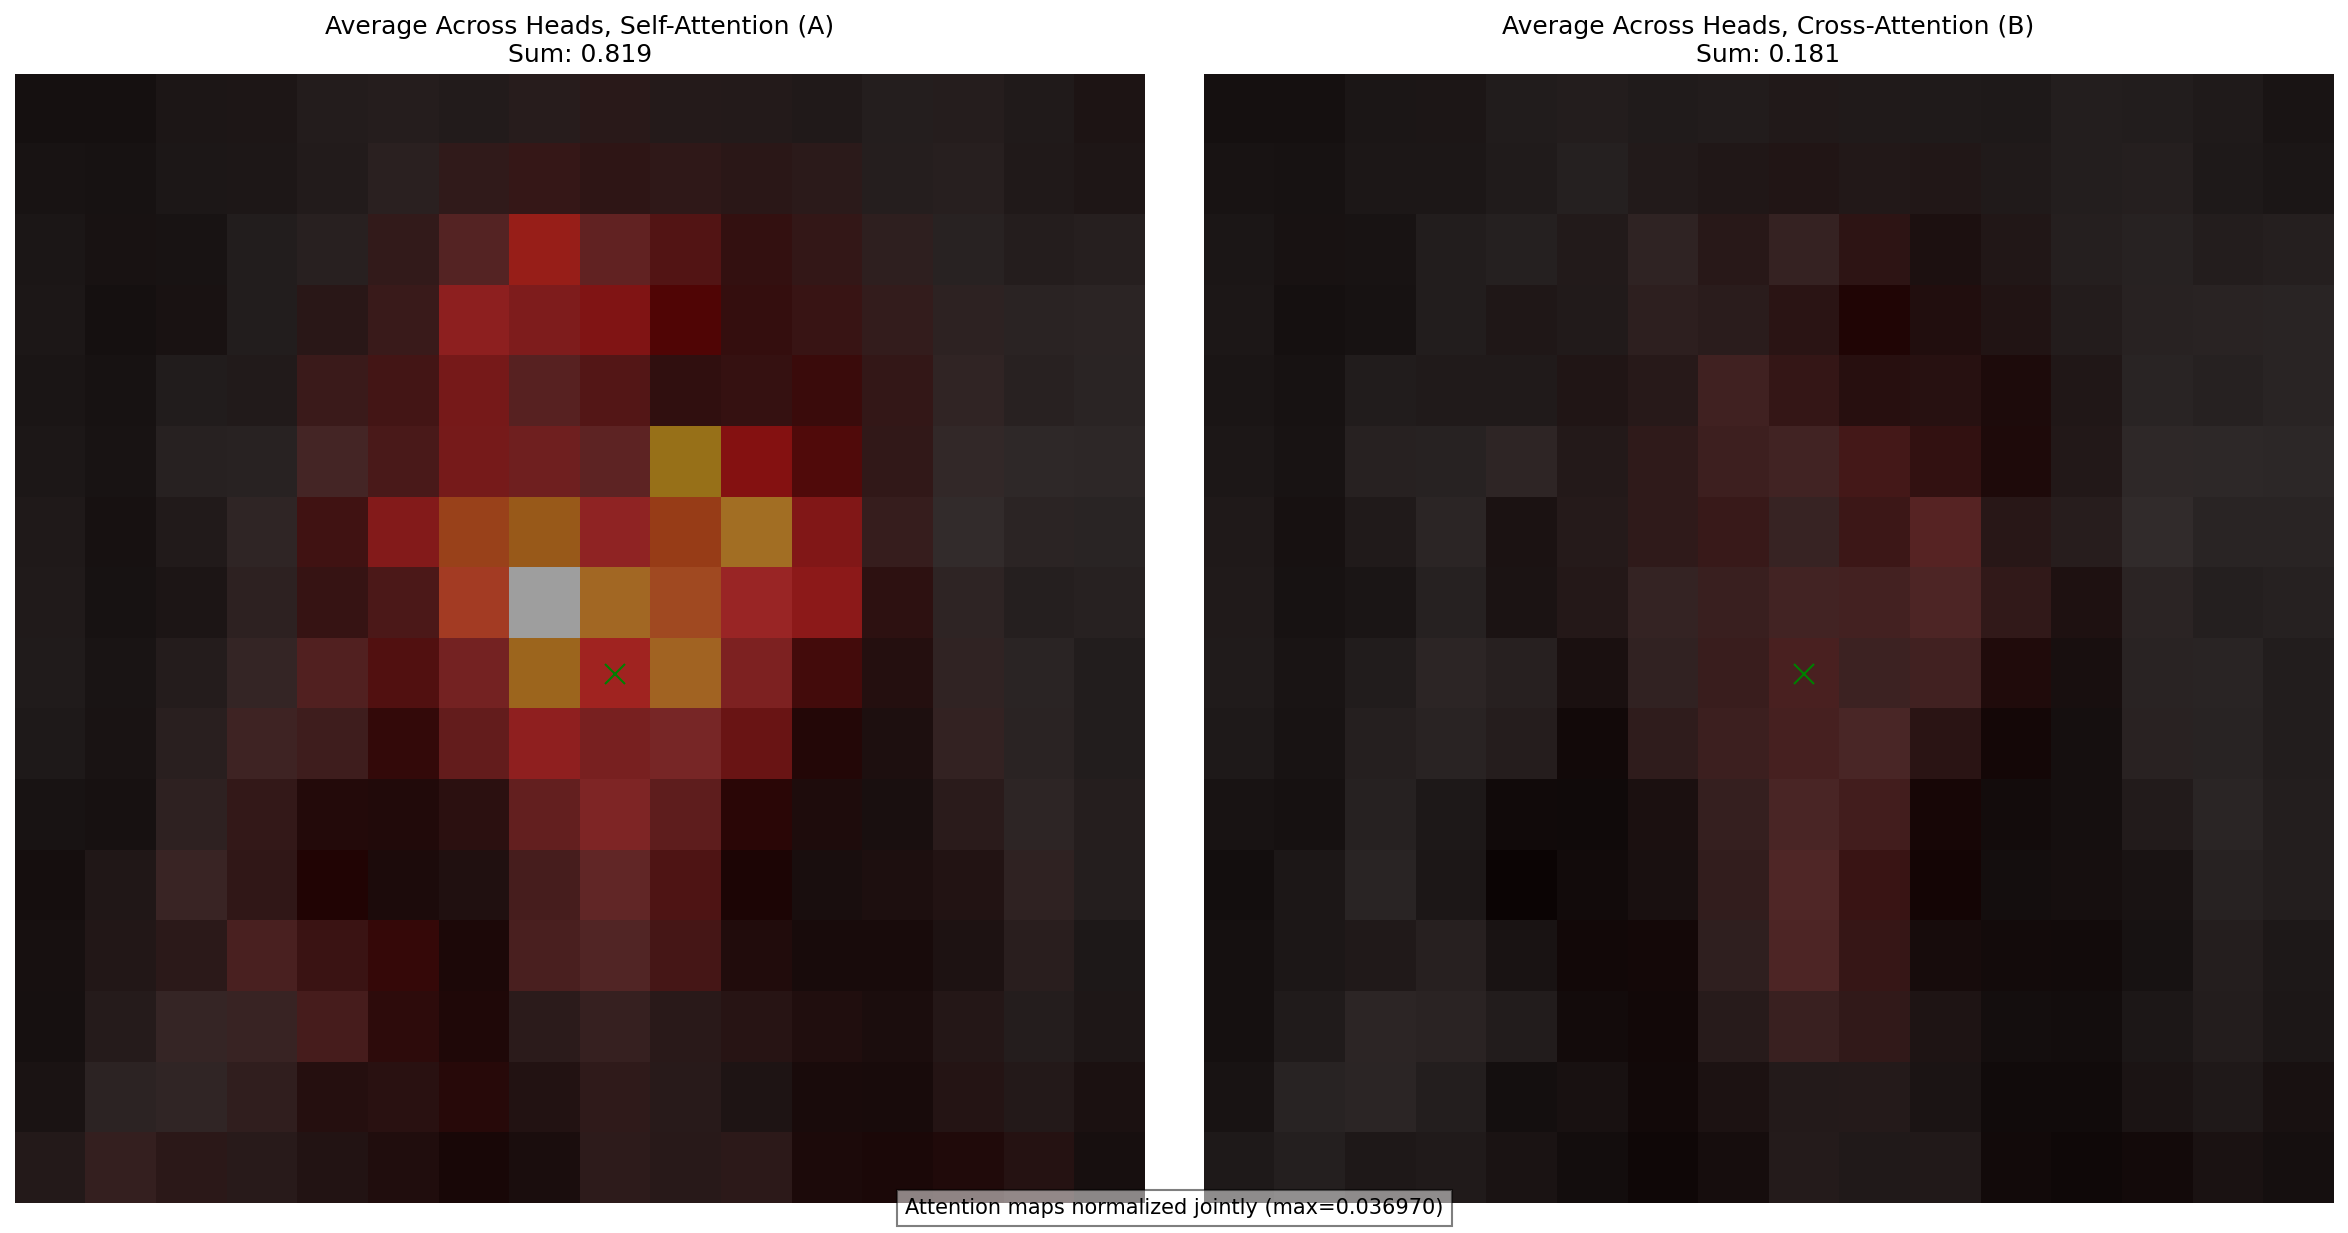 Average Across Heads, Self-Attention (A)
Sum: 0.819
Average Across Heads, Cross-Attention (B)
Sum: 0.181
Attention maps normalized jointly (max=0.036970)